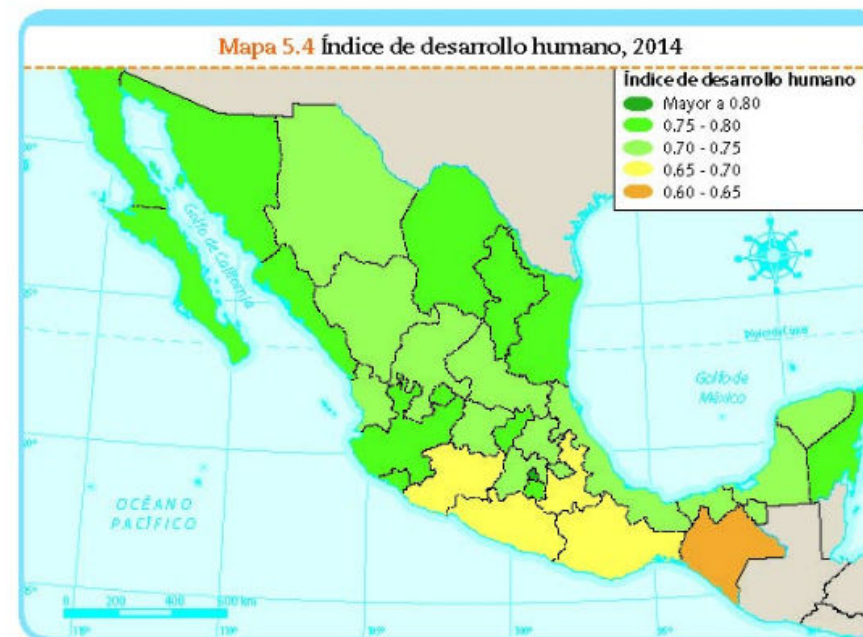 Mapa 5.4 Índice de desarrollo humano, 2014
Índice de desarrollo humano
Mayor a 0.80
0.75 - 0.80
0.70 - 0.75
0.65 - 0.70
0.60 - 0.65
Golfo de California
Golfo de
México
OCÉANO
PACÍFICO
0 200 400 600 km